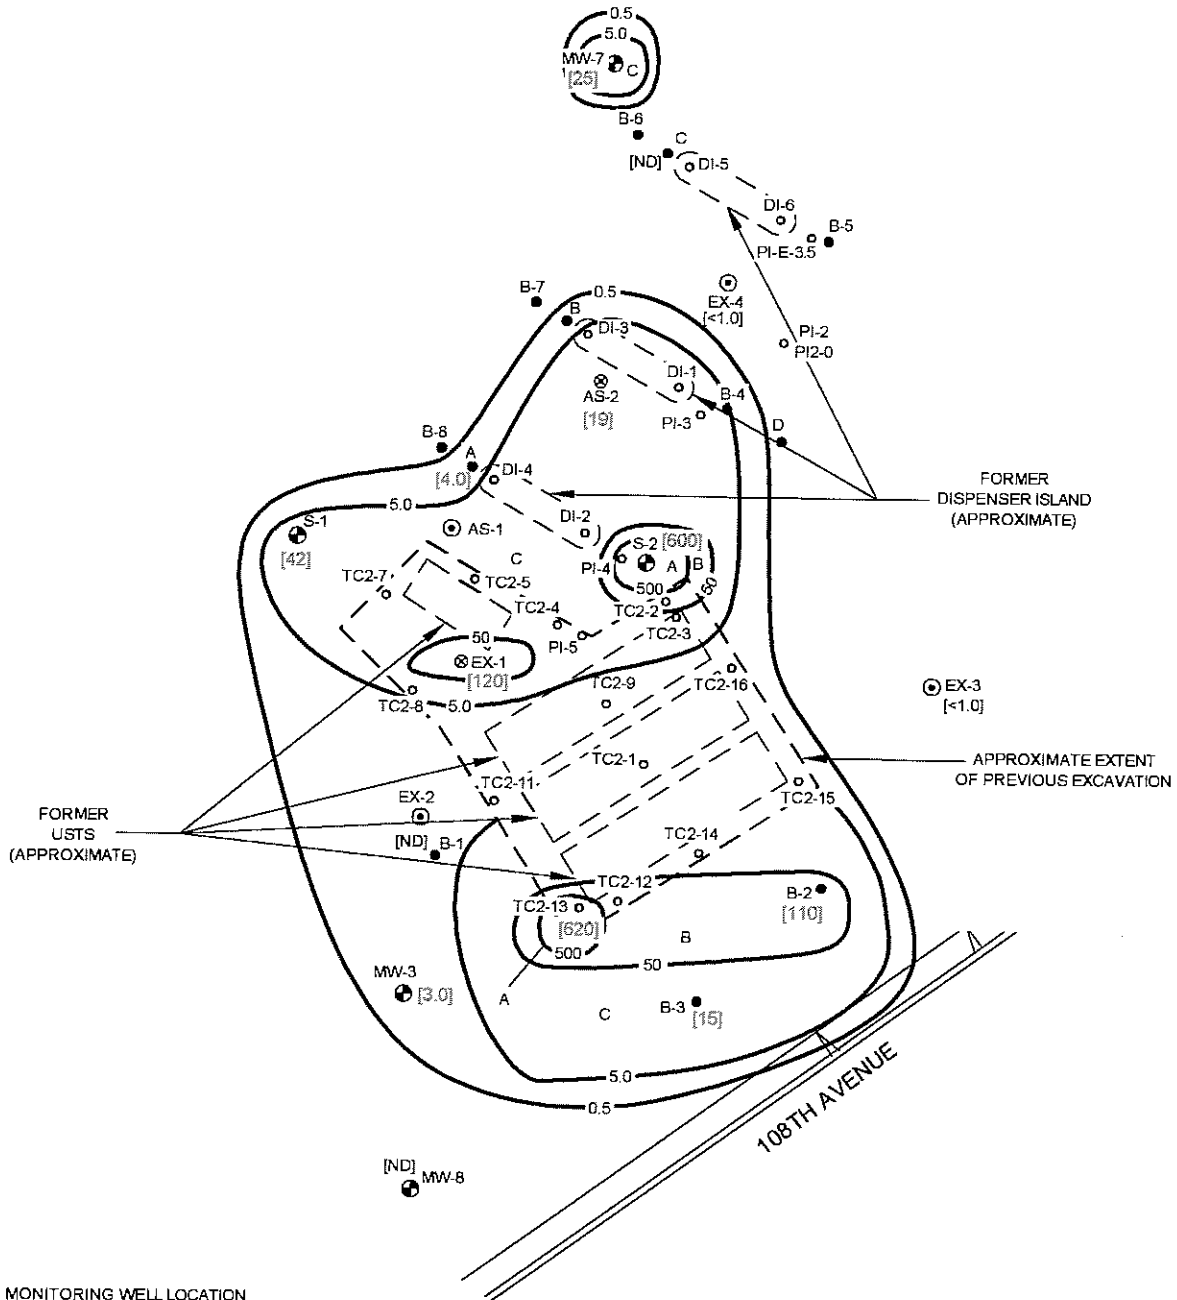 0.5
5.0
MW-7
C
[25]
B-6
C
[ND]
DI-5
DI-6
B-5
PI-E-3.5
B-7
0.5
EX-4
[<1.0]
B
DI-3
PI-2
PI2-0
DI-1
AS-2
[19]
B-4
PI-3
D
B-8
A
[4.0]
DI-4
FORMER
DISPENSER ISLAND
(APPROXIMATE)
5.0
S-1
[42]
AS-1
DI-2
S-2
[600]
C
PI-4
A
B
500
50
TC2-7
TC2-5
TC2-4
TC2-2
TC2-3
PI-5
50
EX-1
[120]
TC2-9
TC2-16
EX-3
[<1.0]
TC2-8
5.0
TC2-1
APPROXIMATE EXTENT
OF PREVIOUS EXCAVATION
TC2-11
TC2-15
EX-2
FORMER
USTS
(APPROXIMATE)
[ND]
B-1
TC2-14
TC2-12
TC2-13
B-2
[110]
[620]
500
B
50
MW-3
[3.0]
A
C
B-3
[15]
5.0
0.5
108TH AVENUE
[ND]
MW-8
MONITORING WELL LOCATION